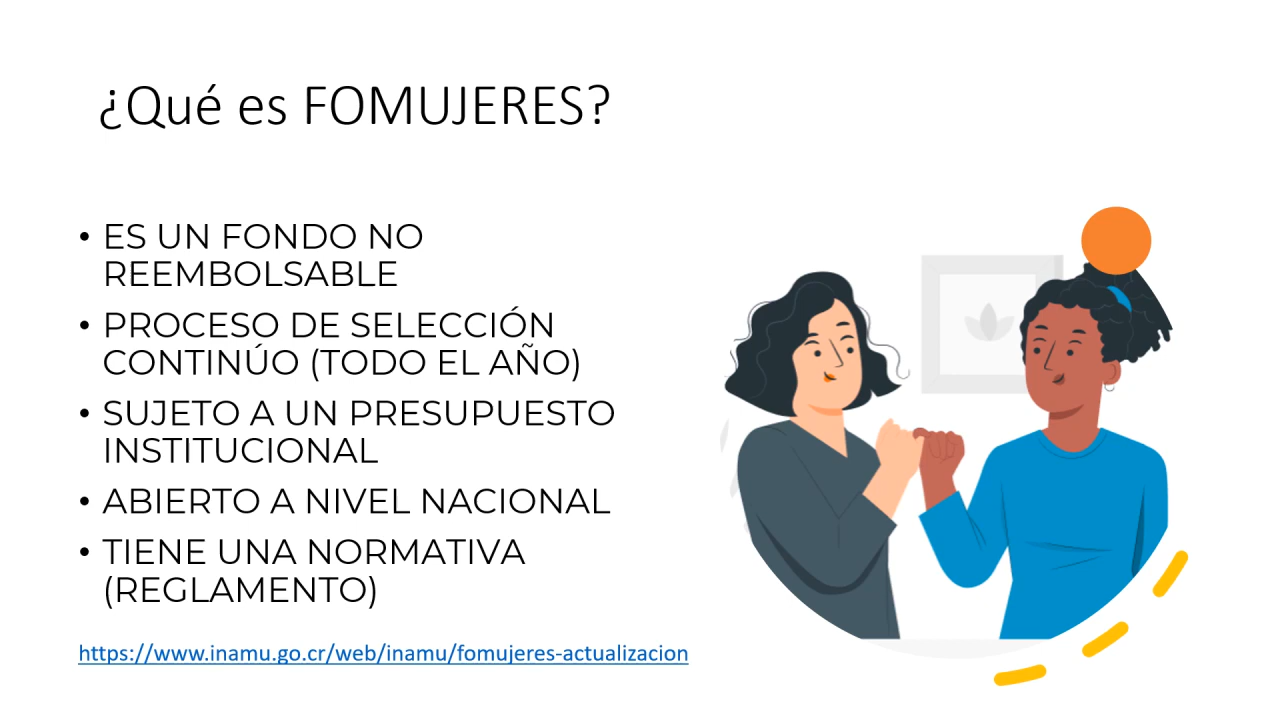 ¿Qué es FOMUJERES?
• ES UN FONDO NO
REEMBOLSABLE
• PROCESO DE SELECCIÓN
CONTINÚO (TODO EL AÑO)
• SUJETO A UN PRESUPUESTO
INSTITUCIONAL
• ABIERTO A NIVEL NACIONAL
• TIENE UNA NORMATIVA
(REGLAMENTO)
https://www.inamu.go.cr/web/inamu/fomujeres-actualizacion